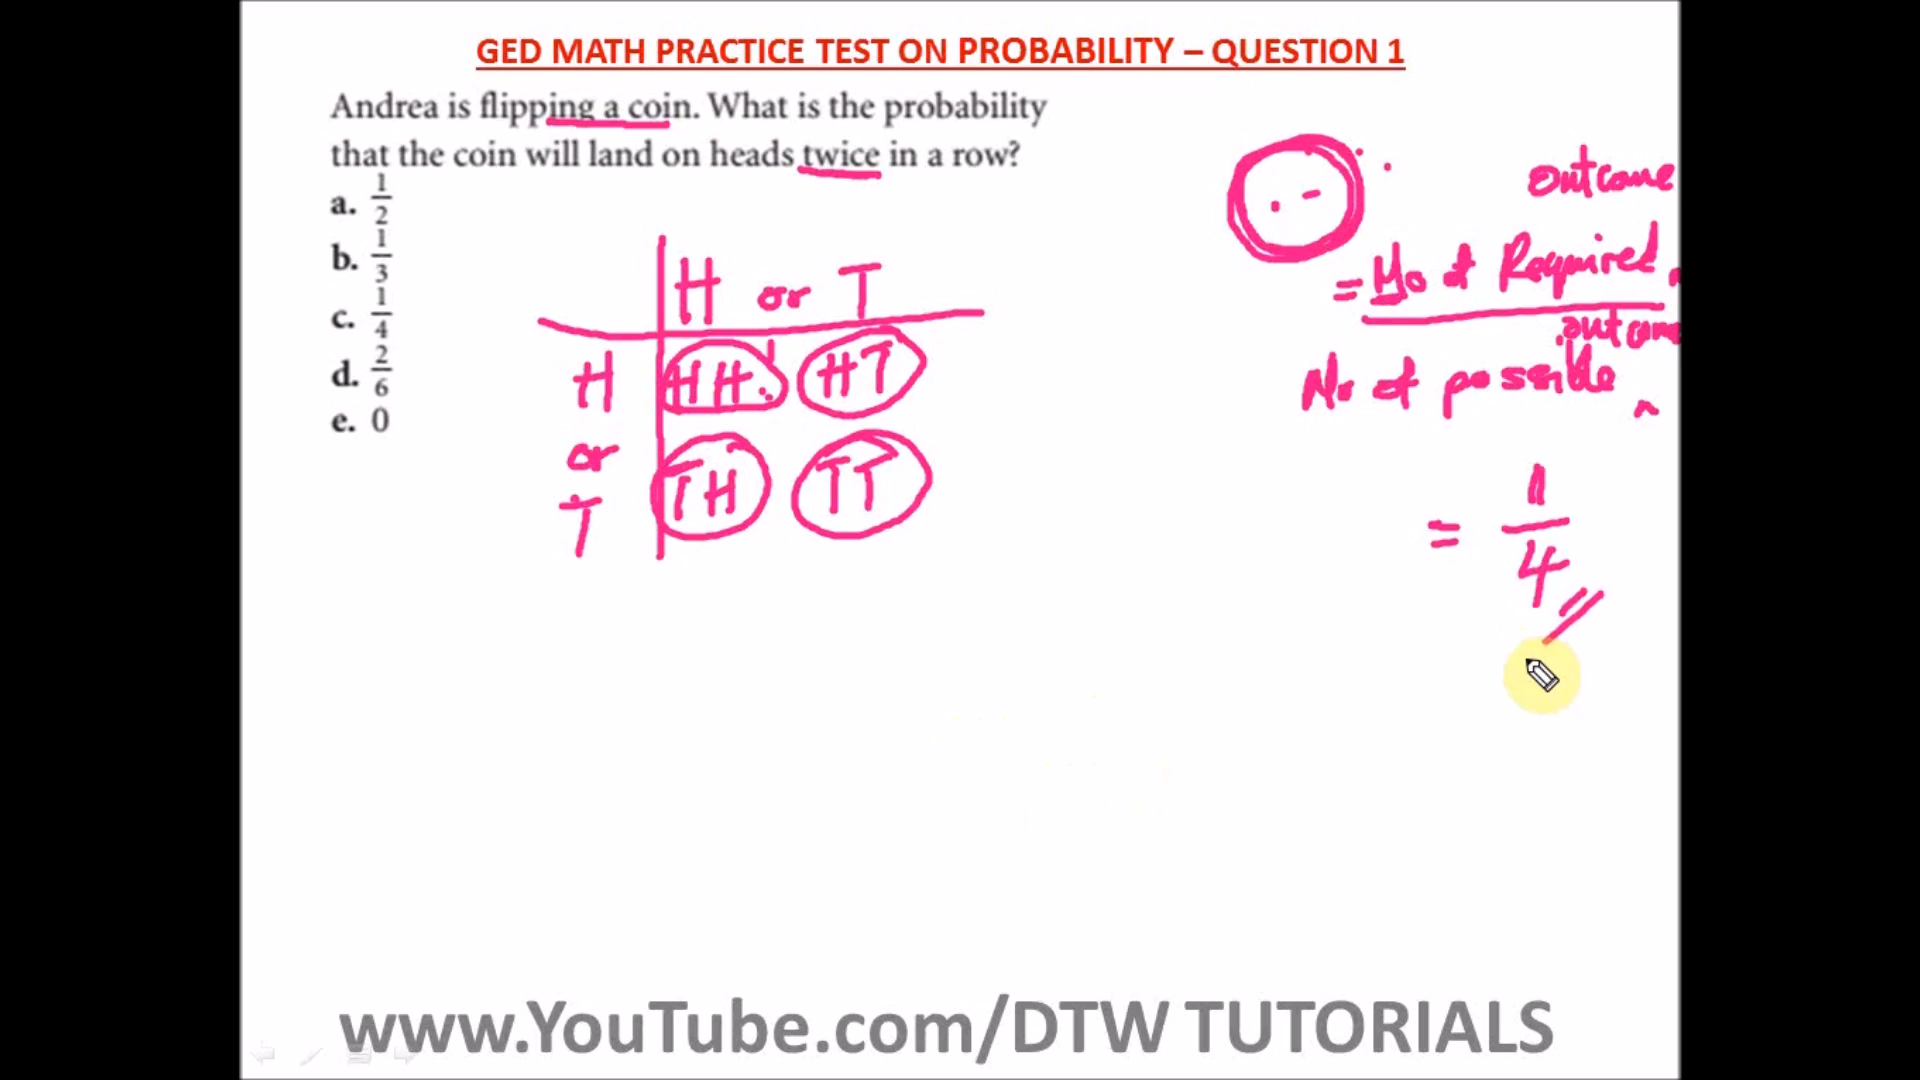 GED MATH PRACTICE TEST ON PROBABILITY – QUESTION 1
Andrea is flipping a coin. What is the probability
that the coin will land on heads twice in a row?
a. 1/2
b. 1/3
c. 1/4
d. 2/6
e. 0
H or T
H HH HT
or
T TH TT
outcome
= No of Required
outcome
No of possible
= 1/4
www.YouTube.com/DTW TUTORIALS